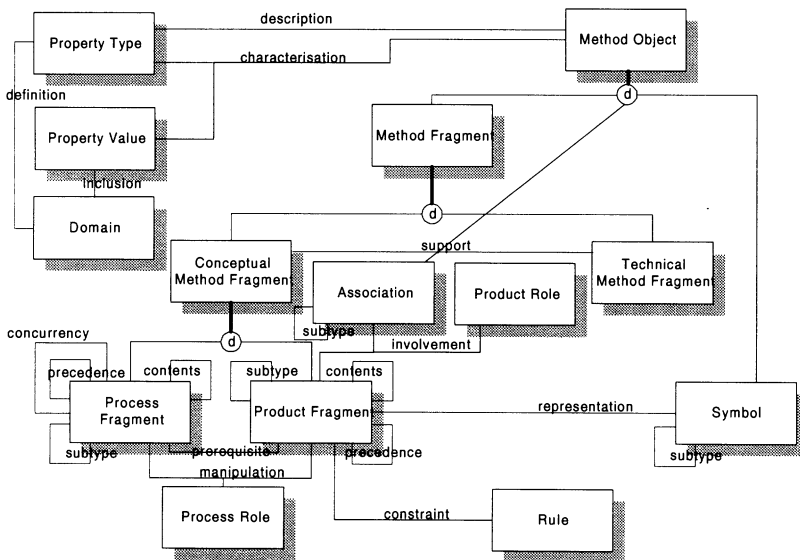 description
Property Type
Method Object
characterisation
definition
d
Property Value
Method Fragment
inclusion
Domain
d
support
Conceptual
Method Fragment
Technical
Method Fragment
Association
Product Role
subtype
concurrency
d
involvement
precedence
contents
subtype
contents
Process
Fragment
Product Fragment
representation
Symbol
subtype
prerequisite
precedence
subtype
manipulation
Process Role
constraint
Rule